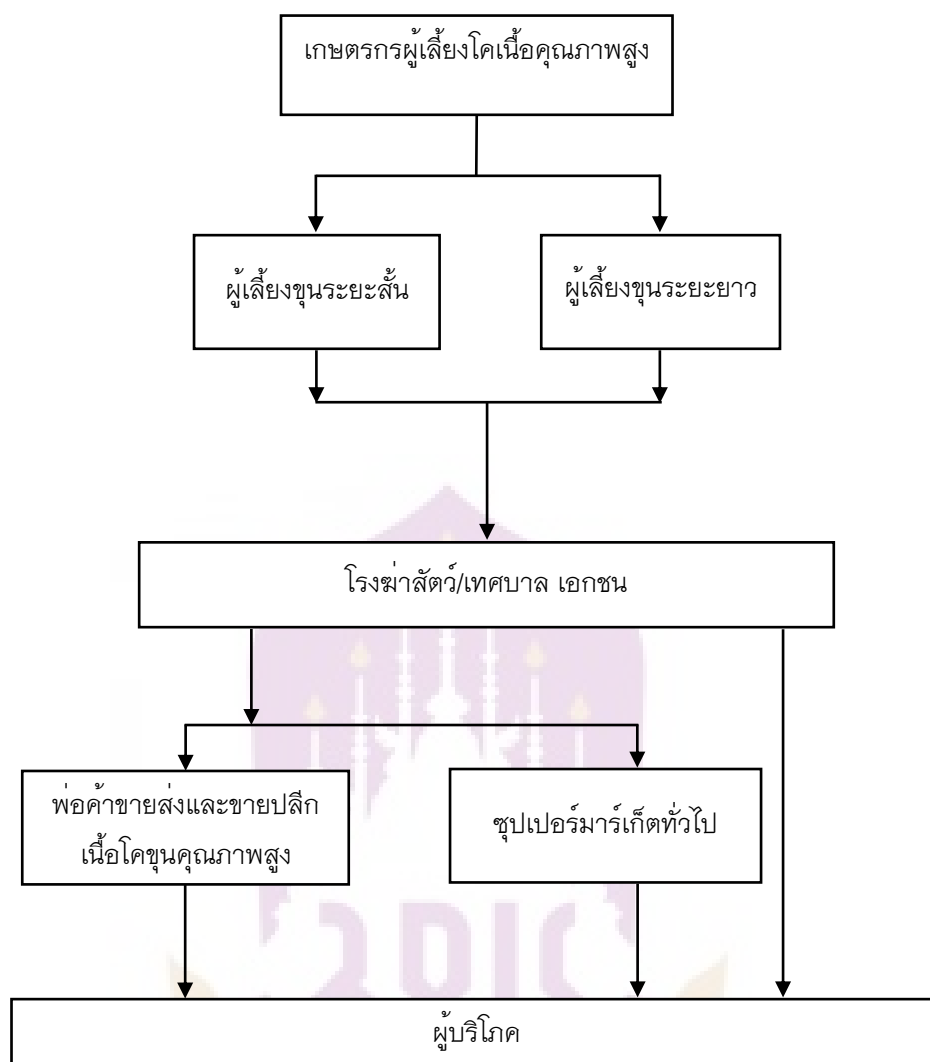 เกษตรกรผู้เลี้ยงโคเนื้อคุณภาพสูง
ผู้เลี้ยงขุนระยะสั้น
ผู้เลี้ยงขุนระยะยาว
โรงฆ่าสัตว์/เทศบาล เอกชน
พ่อค้าขายส่งและขายปลีก
เนื้อโคขุนคุณภาพสูง
ซุปเปอร์มาร์เก็ตทั่วไป
ผู้บริโภค